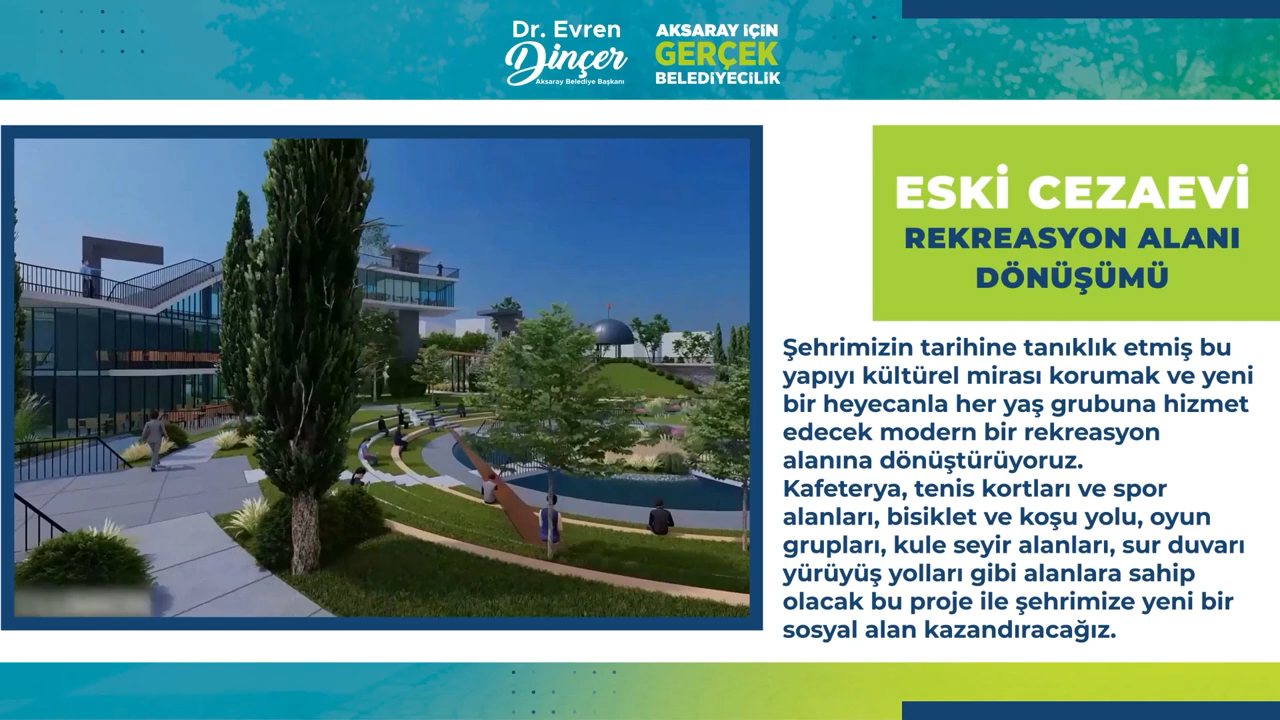 Dr. Evren
Dinçer
Aksaray Belediye Başkanı
AKSARAY İÇİN
GERÇEK
BELEDİYECİLİK
ESKİ CEZAEVİ
REKREASYON ALANI
DÖNÜŞÜMÜ
Şehrimizin tarihine tanıklık etmiş bu
yapıyı kültürel mirası korumak ve yeni
bir heyecanla her yaş grubuna hizmet
edecek modern bir rekreasyon
alanına dönüştürüyoruz.
Kafeterya, tenis kortları ve spor
alanları, bisiklet ve koşu yolu, oyun
grupları, kule seyir alanları, sur duvarı
yürüyüş yolları gibi alanlara sahip
olacak bu proje ile şehrimize yeni bir
sosyal alan kazandıracağız.